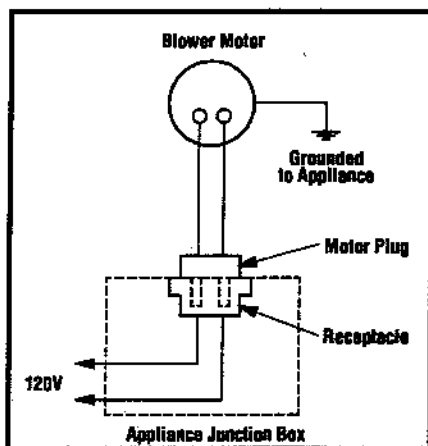 Blower Motor
Grounded
to Appliance
Motor Plug
Receptacle
120V
Appliance Junction Box